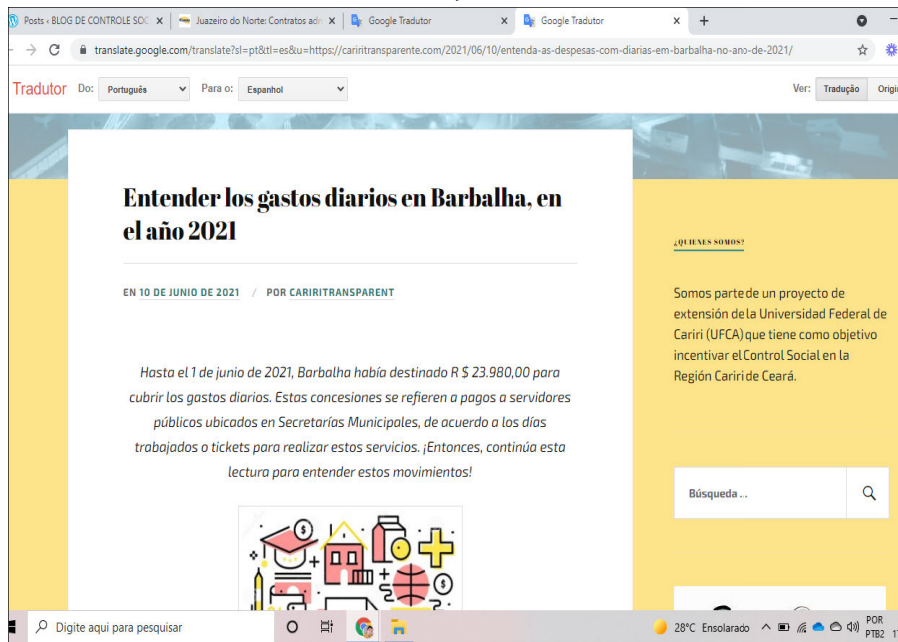 Posts ‹ BLOG DE CONTROLE SOC
Juazeiro do Norte: Contratos adm
Google Tradutor
Google Tradutor
translate.google.com/translate?sl=pt&tl=es&u=https://cariritransparente.com/2021/06/10/entenda-as-despesas-com-diarias-em-barbalha-no-ano-de-2021/
Tradutor Do: Português Para o: Espanhol Ver: Tradução Origin
Entender los gastos diarios en Barbalha, en
el año 2021
EN 10 DE JUNIO DE 2021 / POR CARIRITRANSPARENT
Hasta el 1 de junio de 2021, Barbalha había destinado R $ 23.980,00 para
cubrir los gastos diarios. Estas concesiones se refieren a pagos a servidores
públicos ubicados en Secretarías Municipales, de acuerdo a los días
trabajados o tickets para realizar estos servicios. ¡Entonces, continúa esta
lectura para entender estos movimientos!
¿QUIENES SOMOS?
Somos parte de un proyecto de
extensión de la Universidad Federal de
Cariri (UFCA) que tiene como objetivo
incentivar el Control Social en la
Región Cariri de Ceará.
Búsqueda ...
Digite aqui para pesquisar
28°C Ensolarado
POR
PTB2